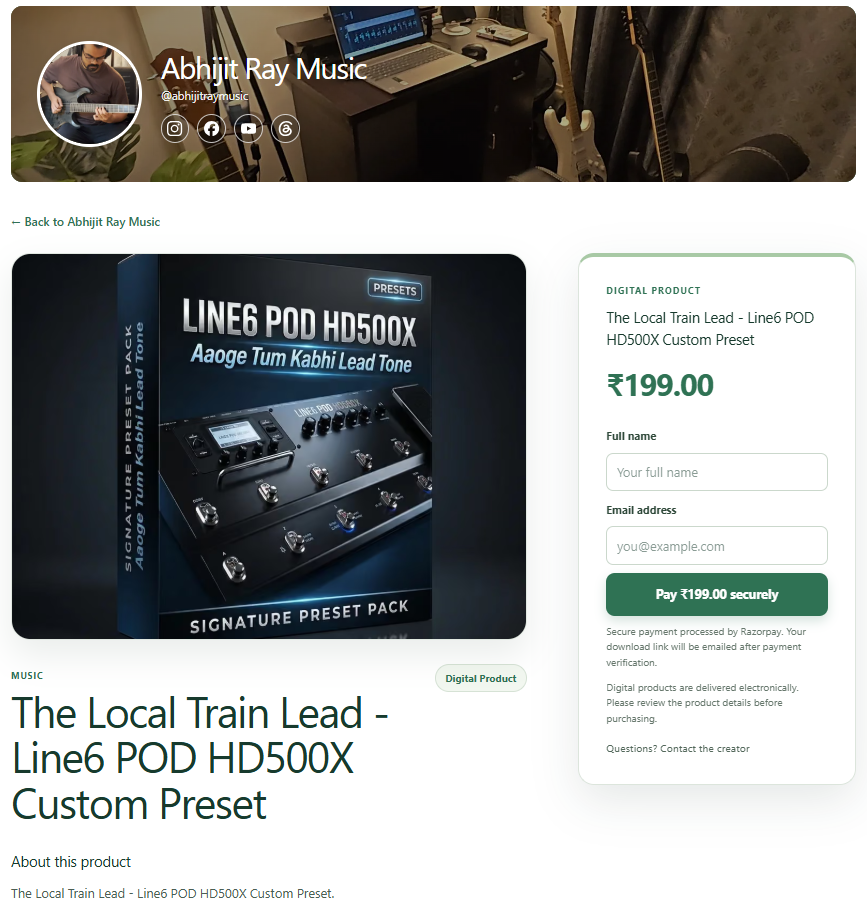 Abhijit Ray Music
@abhijitraymusic
← Back to Abhijit Ray Music
PRESETS
LINE6 POD HD500X
Aaoge Tum Kabhi Lead Tone
SIGNATURE PRESET PACK
Aaoge Tum Kabhi Lead Tone
LINE6 POD HD500X
SIGNATURE PRESET PACK
MUSIC
Digital Product
The Local Train Lead -
Line6 POD HD500X
Custom Preset
About this product
The Local Train Lead - Line6 POD HD500X Custom Preset.
DIGITAL PRODUCT
The Local Train Lead - Line6 POD
HD500X Custom Preset
₹199.00
Full name
Your full name
Email address
you@example.com
Pay ₹199.00 securely
Secure payment processed by Razorpay. Your
download link will be emailed after payment
verification.
Digital products are delivered electronically.
Please review the product details before
purchasing.
Questions? Contact the creator